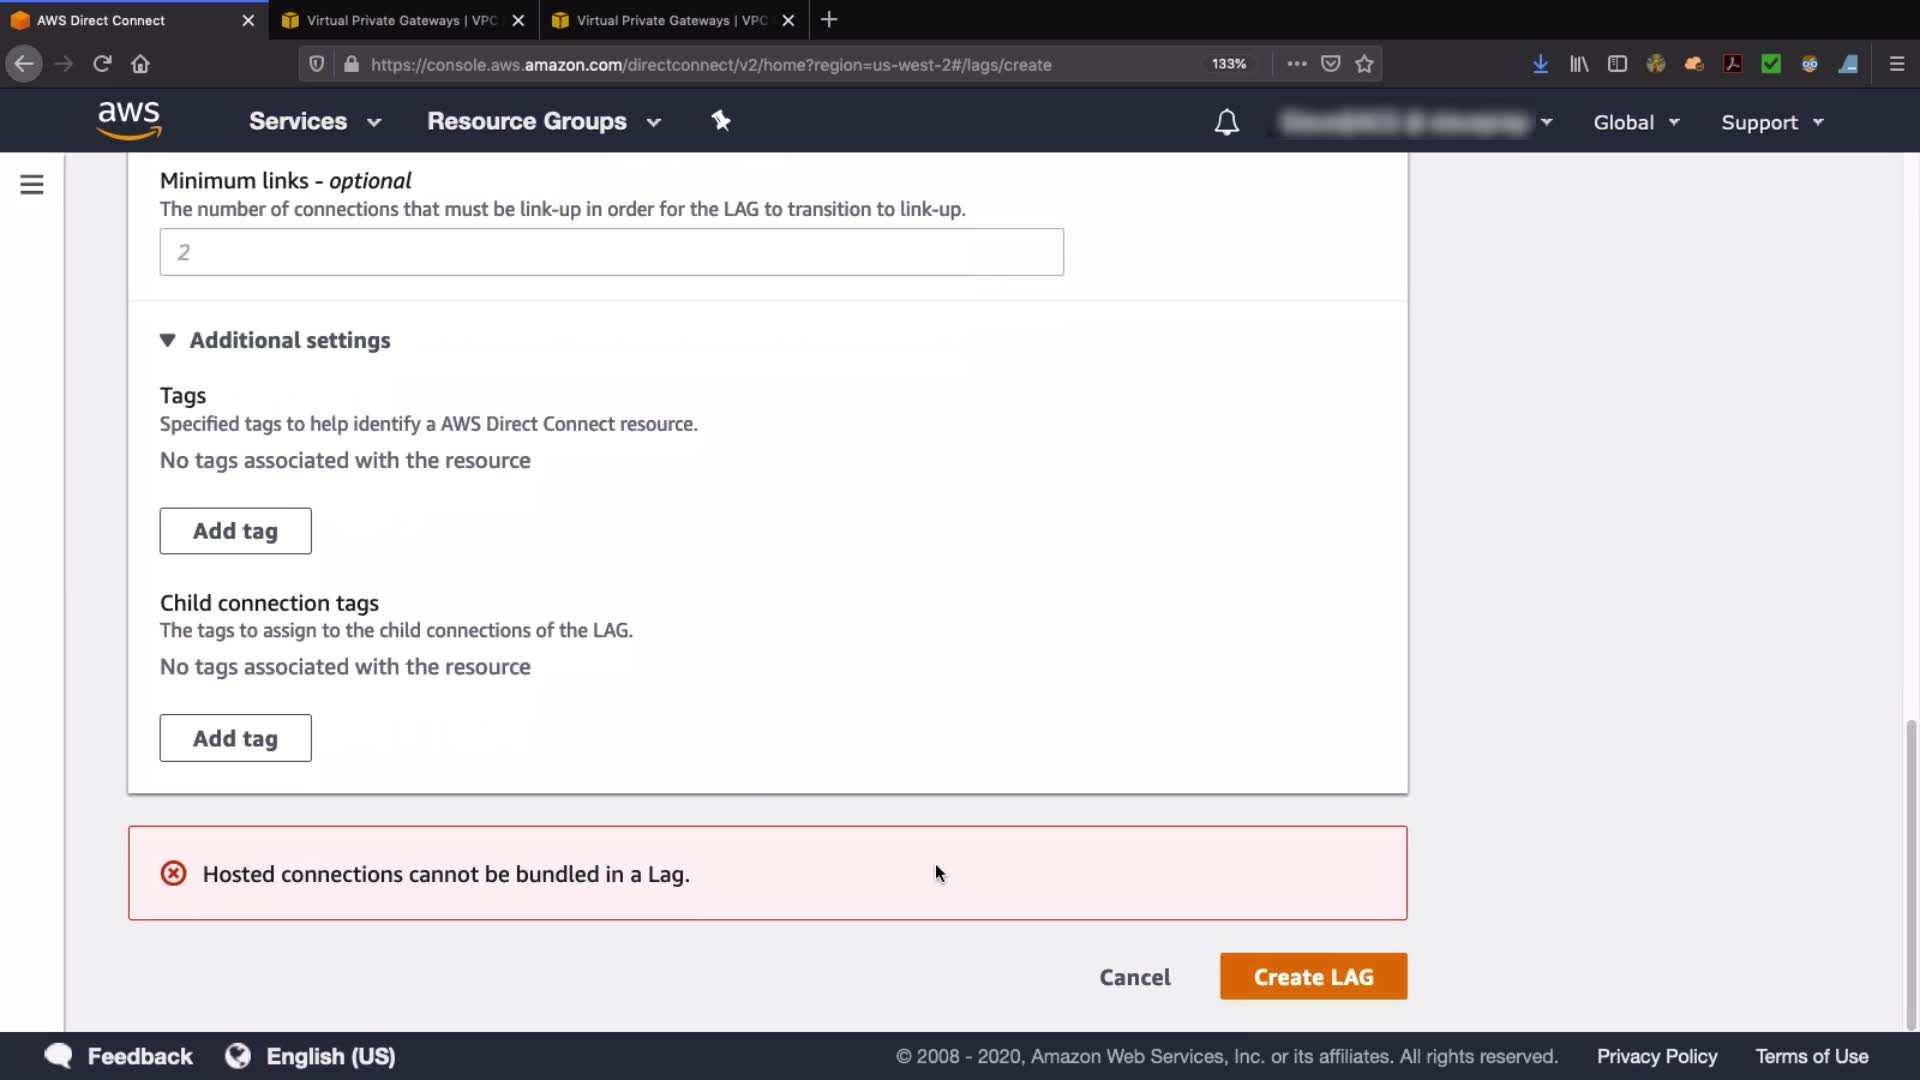 AWS Direct Connect
Virtual Private Gateways | VPC
Virtual Private Gateways | VPC
https://console.aws.amazon.com/directconnect/v2/home?region=us-west-2#/lags/create
133%
aws
Services
Resource Groups
Global
Support
Minimum links - optional
The number of connections that must be link-up in order for the LAG to transition to link-up.
2
Additional settings
Tags
Specified tags to help identify a AWS Direct Connect resource.
No tags associated with the resource
Add tag
Child connection tags
The tags to assign to the child connections of the LAG.
No tags associated with the resource
Add tag
Hosted connections cannot be bundled in a Lag.
Cancel
Create LAG
Feedback
English (US)
© 2008 - 2020, Amazon Web Services, Inc. or its affiliates. All rights reserved.
Privacy Policy
Terms of Use